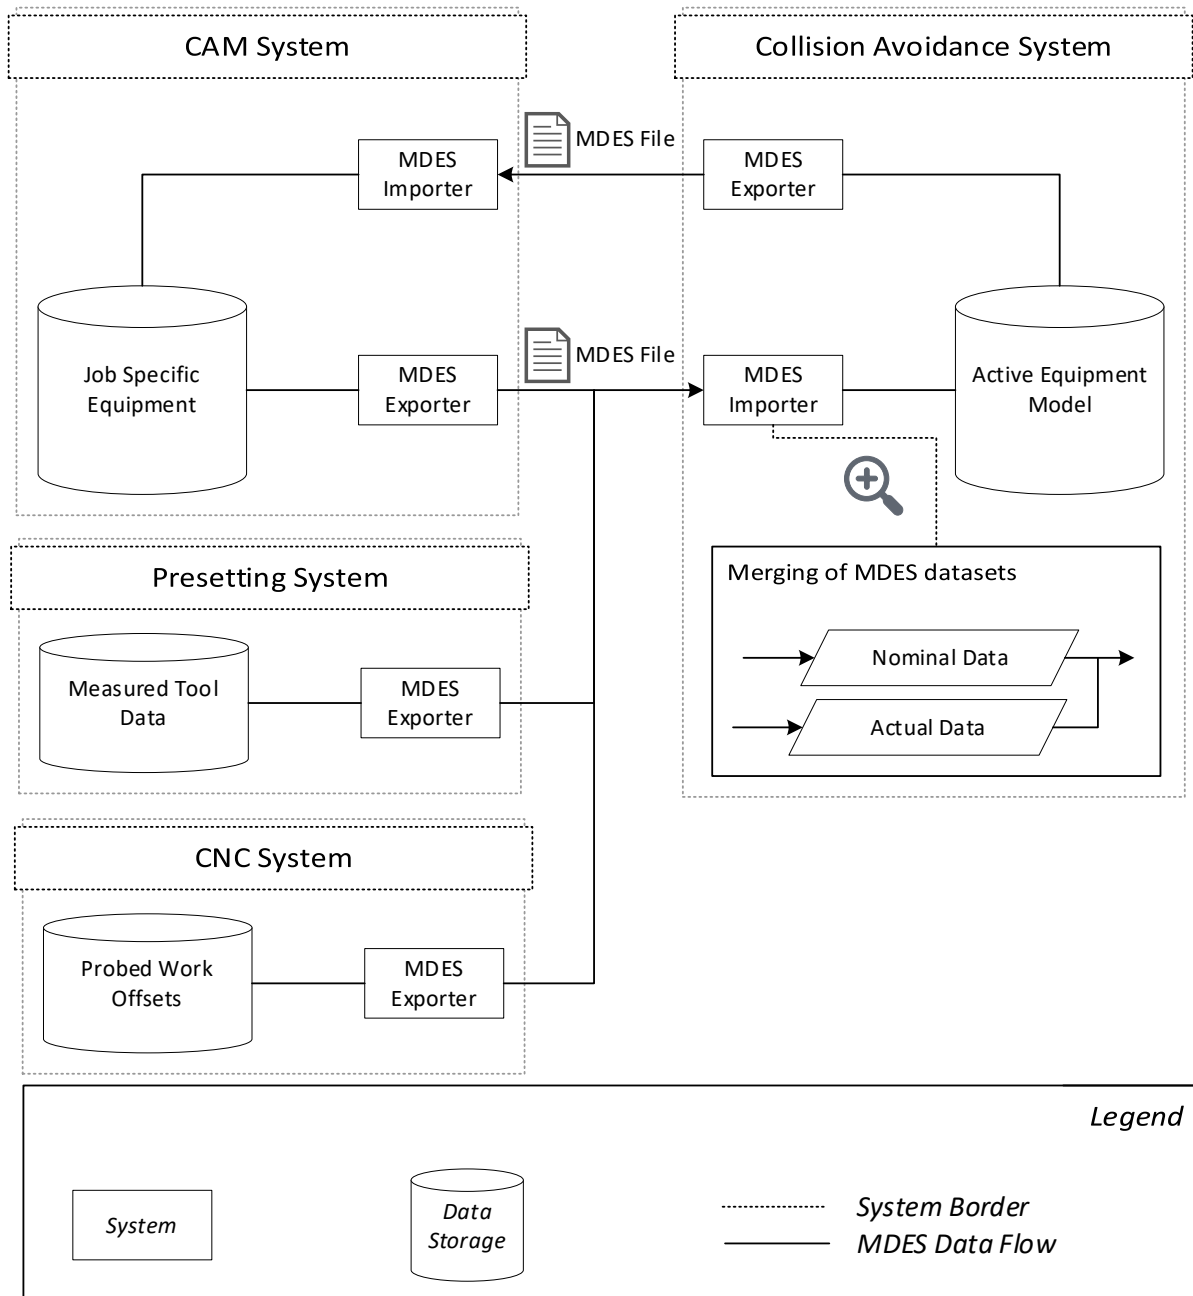 CAM System
Collision Avoidance System
MDES File
MDES
Importer
MDES
Exporter
MDES File
Job Specific
Equipment
MDES
Exporter
MDES
Importer
Active Equipment
Model
Presetting System
Merging of MDES datasets
Measured Tool
Data
MDES
Exporter
Nominal Data
Actual Data
CNC System
Probed Work
Offsets
MDES
Exporter
Legend
System
Data
Storage
System Border
MDES Data Flow